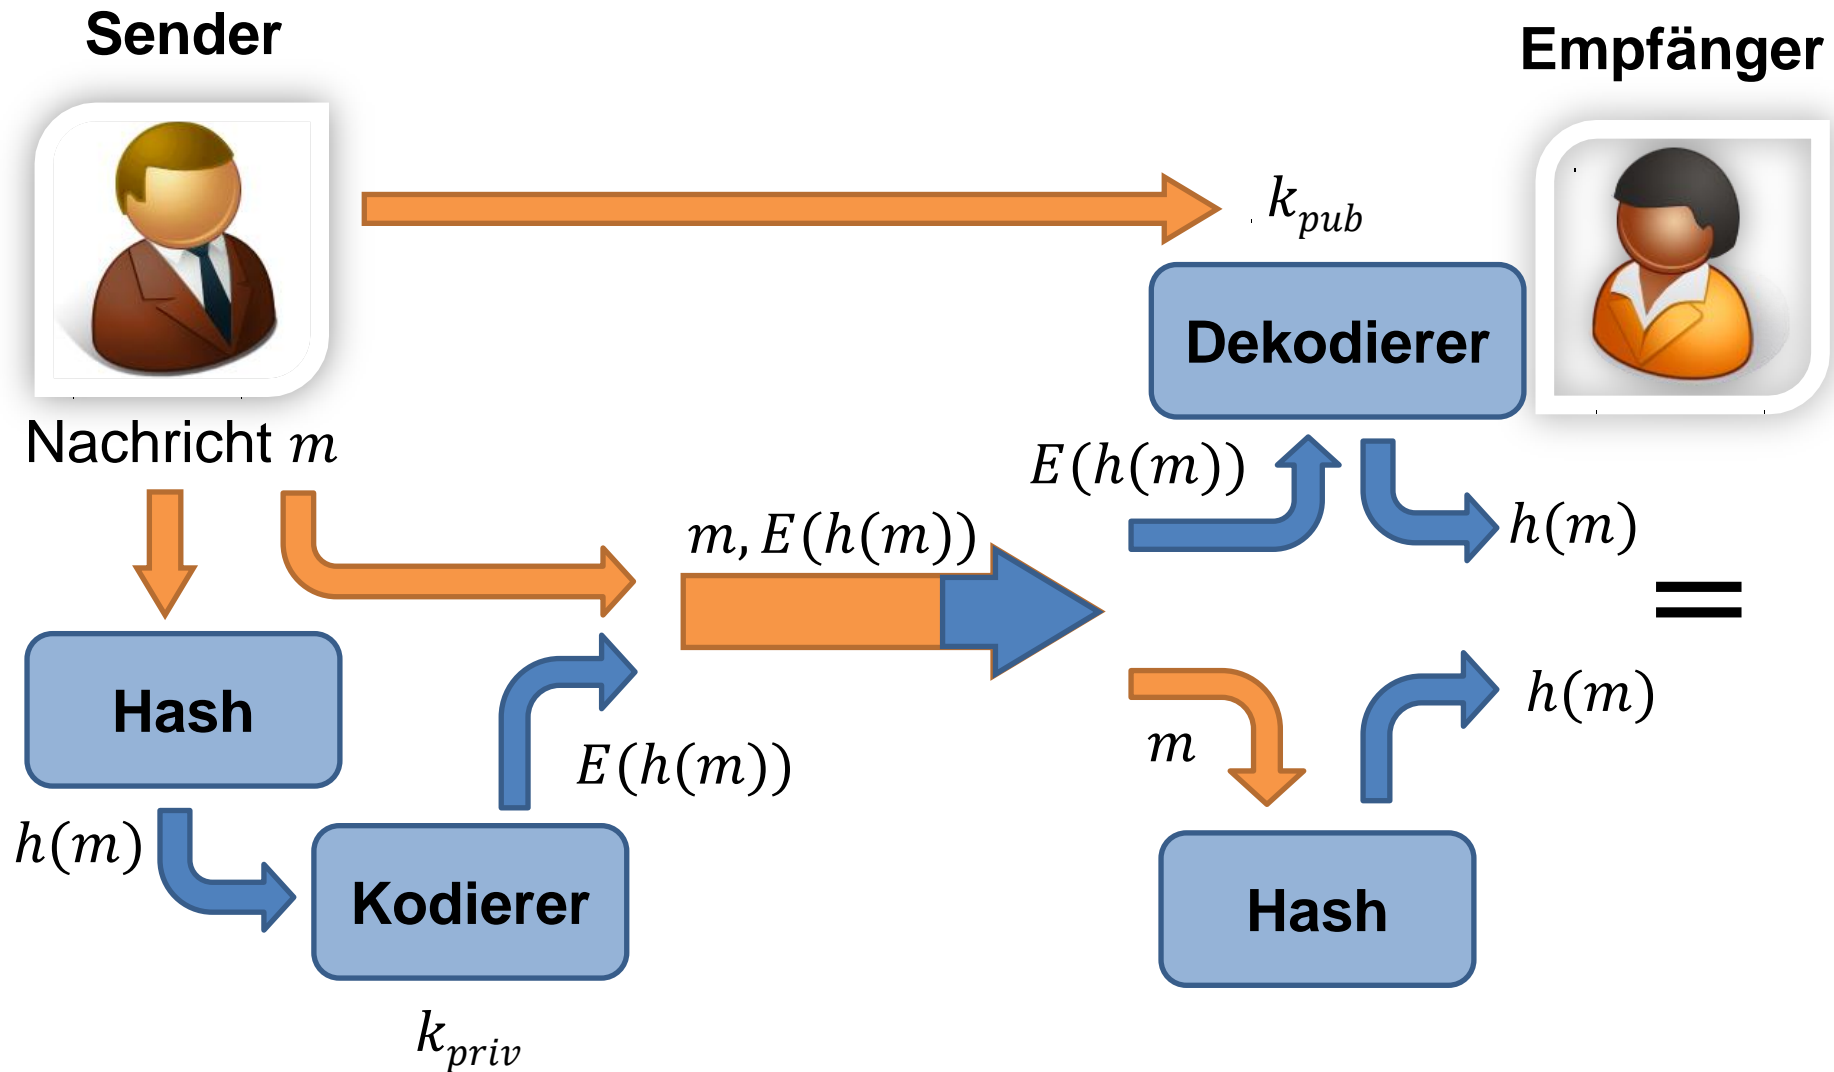 Sender
Empfänger
k_pub
Dekodierer
Nachricht m
E(h(m))
m, E(h(m))
h(m)
=
Hash
h(m)
m
E(h(m))
h(m)
Kodierer
Hash
k_priv